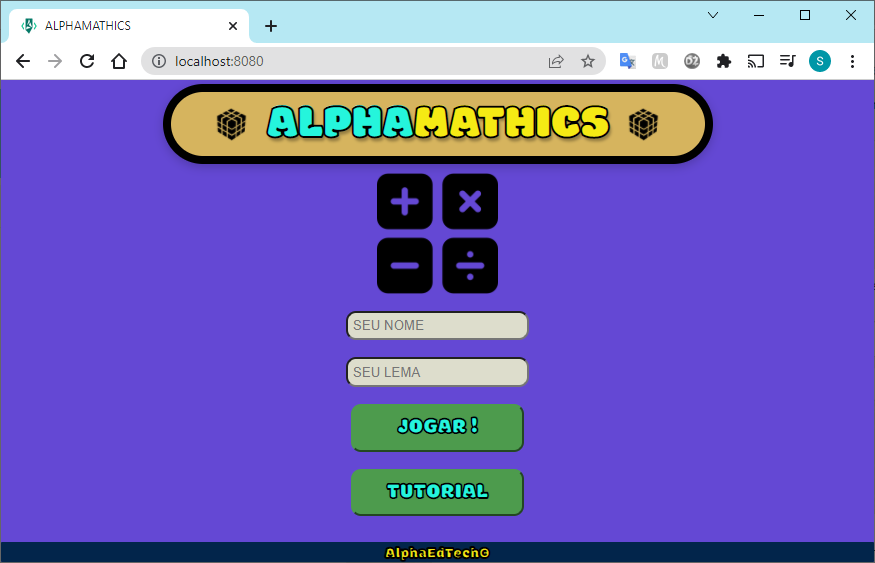 ALPHAMATHICS
localhost:8080
S
ALPHAMATHICS
SEU NOME
SEU LEMA
JOGAR !
TUTORIAL
AlphaEdTech©